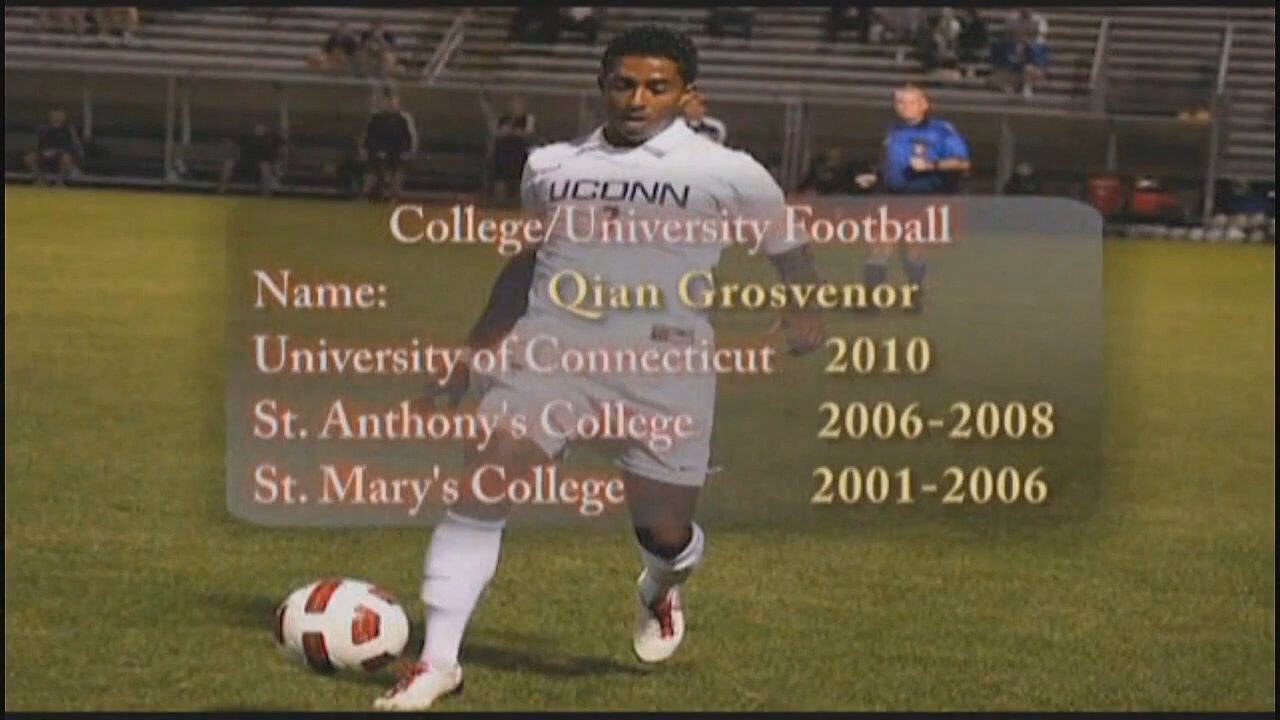 UCONN
College/University Football
Name: Qian Grosvenor
University of Connecticut 2010
St. Anthony's College 2006-2008
St. Mary's College 2001-2006